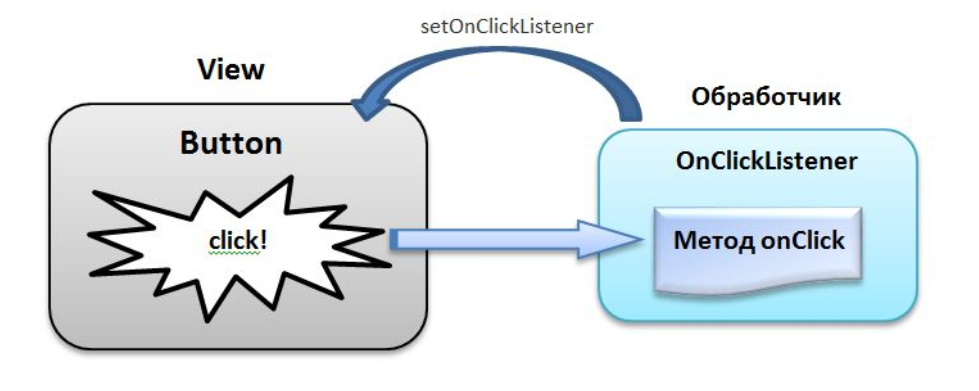 setOnClickListener
View
Обработчик
Button
OnClickListener
click!
Метод onClick